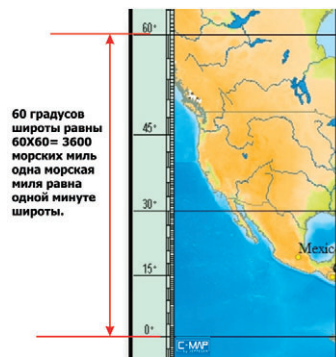 60°
60 градусов
широты равны
60X60= 3600
морских миль
одна морская
миля равна
одной минуте
широты.
45°
30°
Mexic
15°
0°
C-MAP